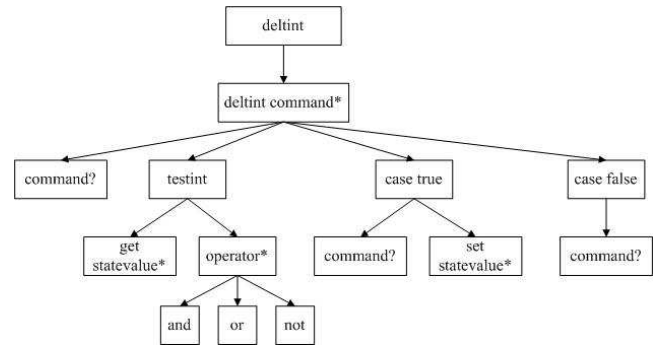 deltint
deltint command*
command?
testint
case true
case false
get
statevalue*
operator*
command?
set
statevalue*
command?
and
or
not